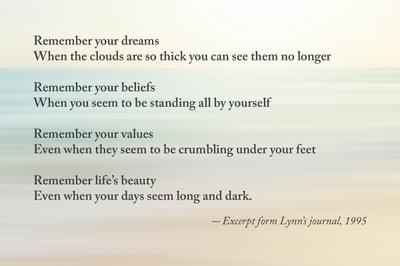 Remember your dreams
When the clouds are so thick you can see them no longer
Remember your beliefs
When you seem to be standing all by yourself
Remember your values
Even when they seem to be crumbling under your feet
Remember life's beauty
Even when your days seem long and dark.
— Excerpt form Lynn's journal, 1995